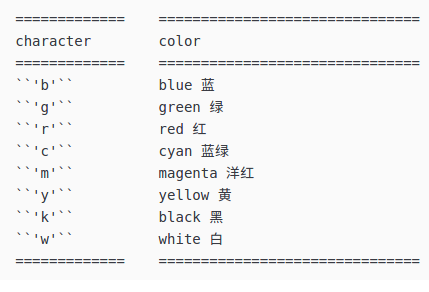 =============    ===============================
character        color
=============    ===============================
``'b'``          blue 蓝
``'g'``          green 绿
``'r'``          red 红
``'c'``          cyan 蓝绿
``'m'``          magenta 洋红
``'y'``          yellow 黄
``'k'``          black 黑
``'w'``          white 白
=============    ===============================